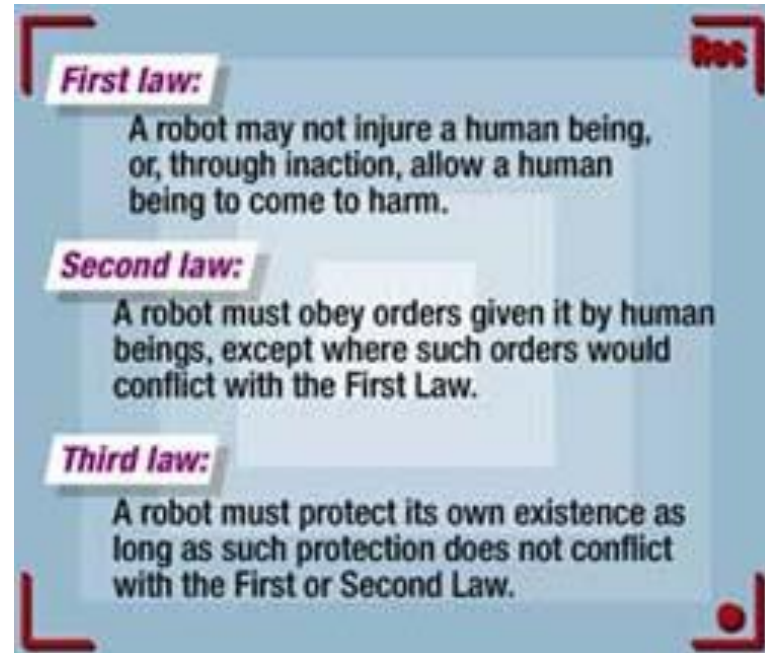 Rec
First law:
A robot may not injure a human being,
or, through inaction, allow a human
being to come to harm.
Second law:
A robot must obey orders given it by human
beings, except where such orders would
conflict with the First Law.
Third law:
A robot must protect its own existence as
long as such protection does not conflict
with the First or Second Law.